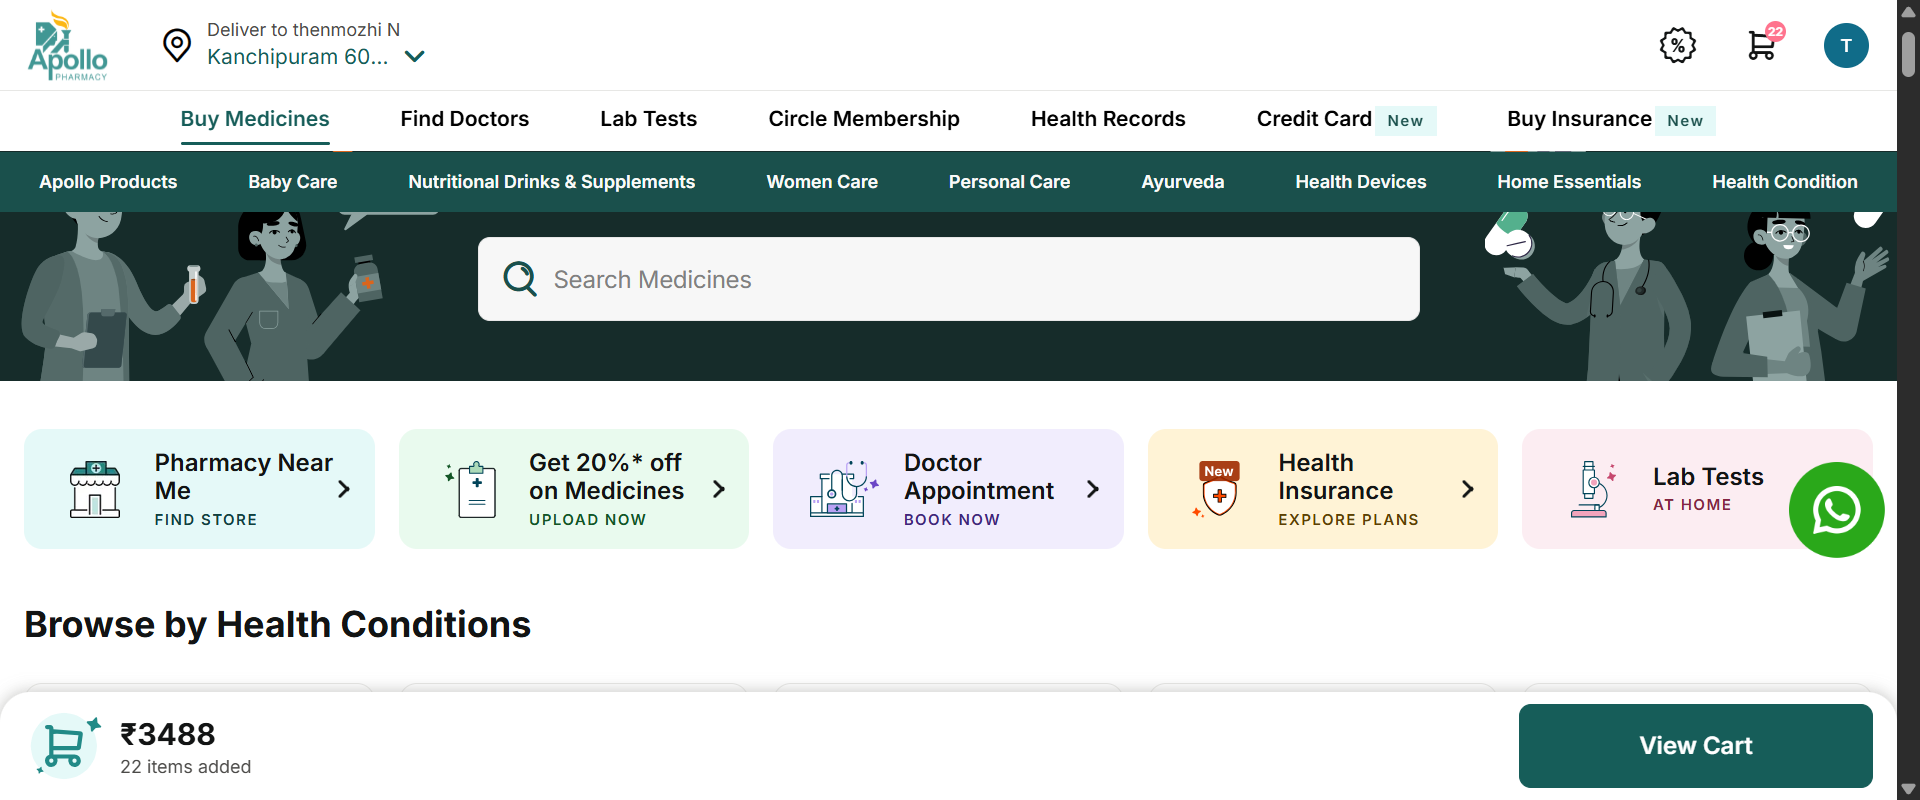 Apollo
PHARMACY
Deliver to thenmozhi N
Kanchipuram 60...
%
22
T
Buy Medicines
Find Doctors
Lab Tests
Circle Membership
Health Records
Credit Card New
Buy Insurance New
Apollo Products
Baby Care
Nutritional Drinks & Supplements
Women Care
Personal Care
Ayurveda
Health Devices
Home Essentials
Health Condition
Search Medicines
Pharmacy Near
Me
FIND STORE
Get 20%* off
on Medicines
UPLOAD NOW
Doctor
Appointment
BOOK NOW
New
Health
Insurance
EXPLORE PLANS
Lab Tests
AT HOME
Browse by Health Conditions
₹3488
22 items added
View Cart